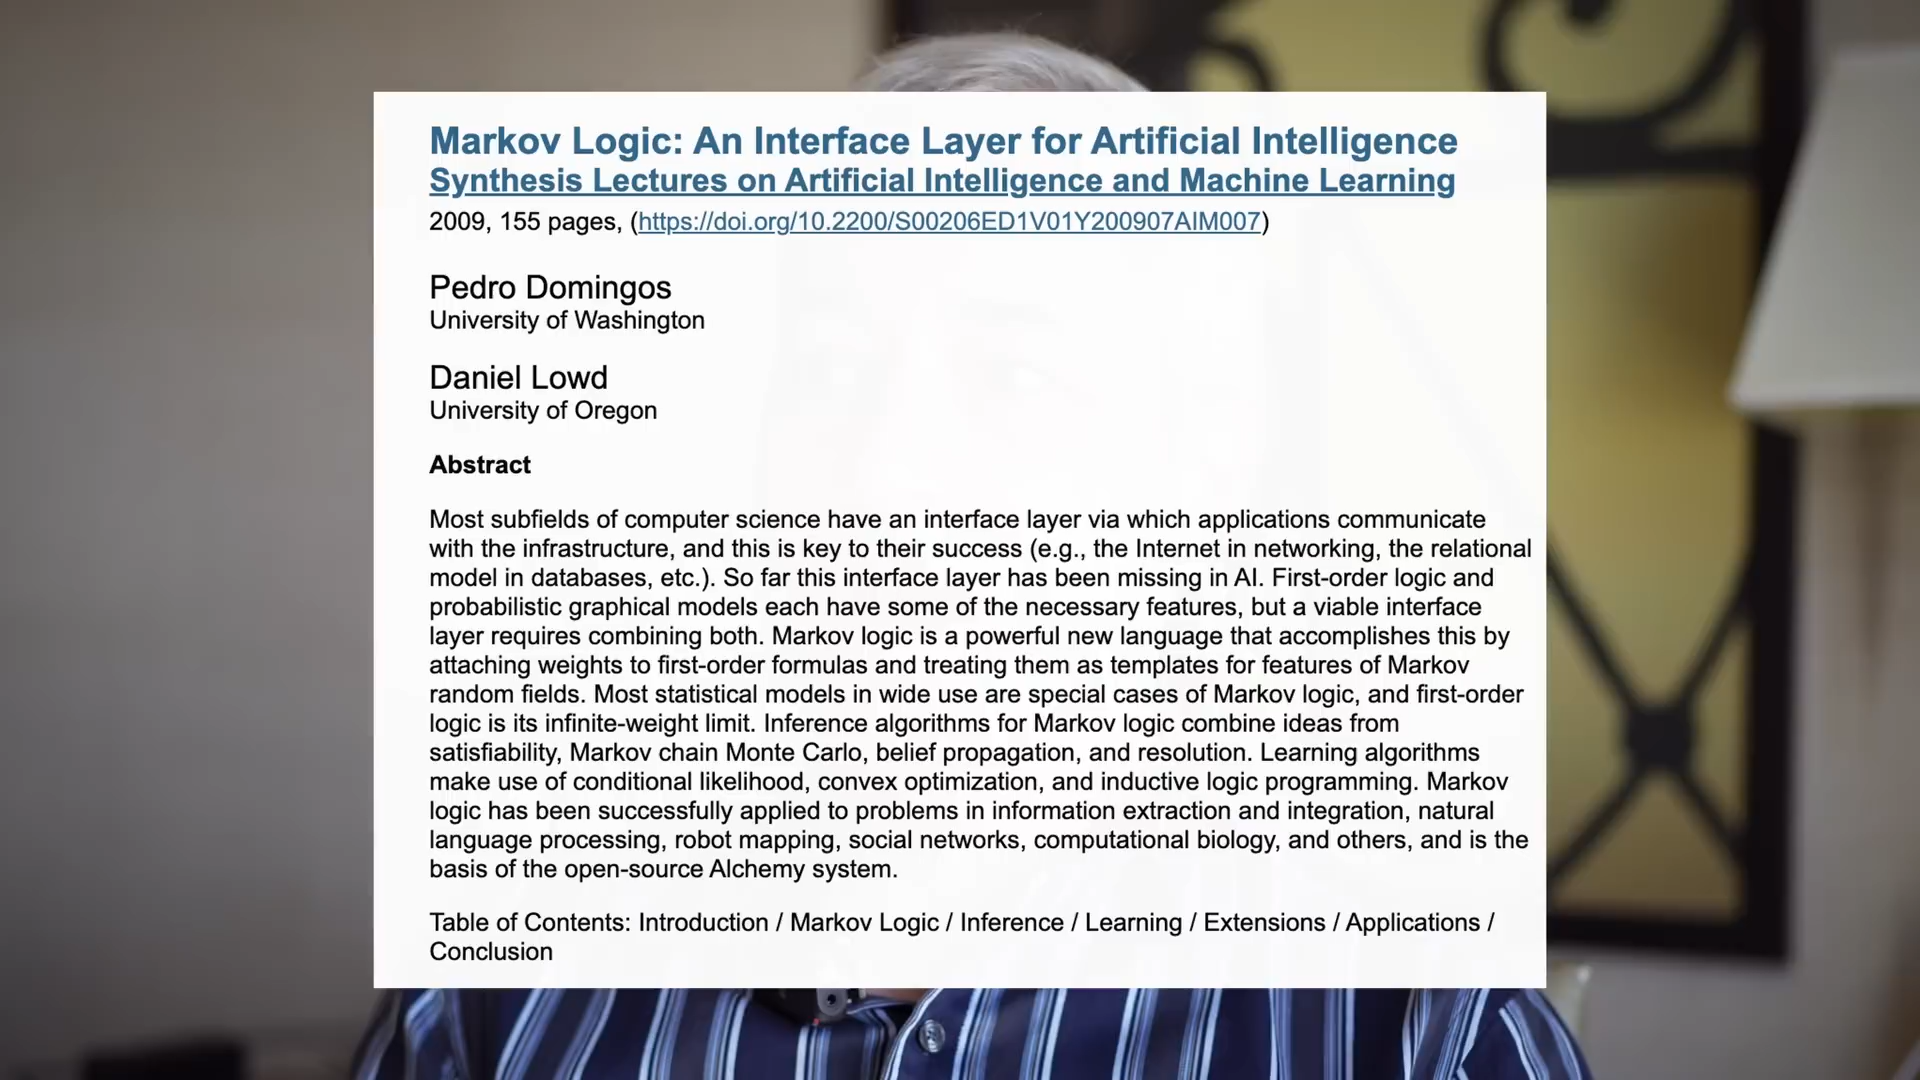 Markov Logic: An Interface Layer for Artificial Intelligence
Synthesis Lectures on Artificial Intelligence and Machine Learning
2009, 155 pages, (https://doi.org/10.2200/S00206ED1V01Y200907AIM007)
Pedro Domingos
University of Washington
Daniel Lowd
University of Oregon
Abstract
Most subfields of computer science have an interface layer via which applications communicate
with the infrastructure, and this is key to their success (e.g., the Internet in networking, the relational
model in databases, etc.). So far this interface layer has been missing in AI. First-order logic and
probabilistic graphical models each have some of the necessary features, but a viable interface
layer requires combining both. Markov logic is a powerful new language that accomplishes this by
attaching weights to first-order formulas and treating them as templates for features of Markov
random fields. Most statistical models in wide use are special cases of Markov logic, and first-order
logic is its infinite-weight limit. Inference algorithms for Markov logic combine ideas from
satisfiability, Markov chain Monte Carlo, belief propagation, and resolution. Learning algorithms
make use of conditional likelihood, convex optimization, and inductive logic programming. Markov
logic has been successfully applied to problems in information extraction and integration, natural
language processing, robot mapping, social networks, computational biology, and others, and is the
basis of the open-source Alchemy system.
Table of Contents: Introduction / Markov Logic / Inference / Learning / Extensions / Applications /
Conclusion